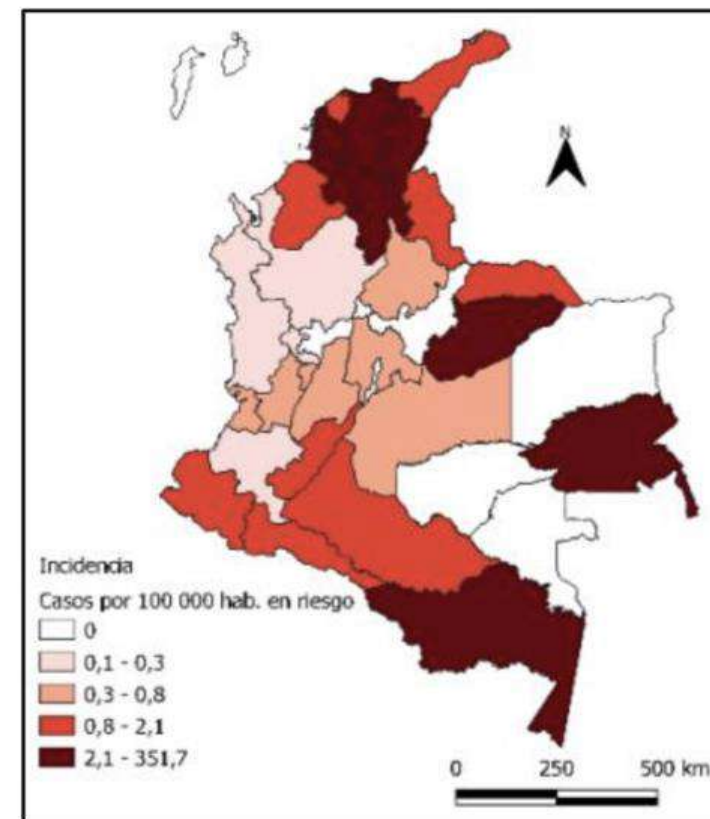 N
Incidencia
Casos por 100 000 hab. en riesgo
0
0,1 - 0,3
0,3 - 0,8
0,8 - 2,1
2,1 - 351,7
0 250 500 km